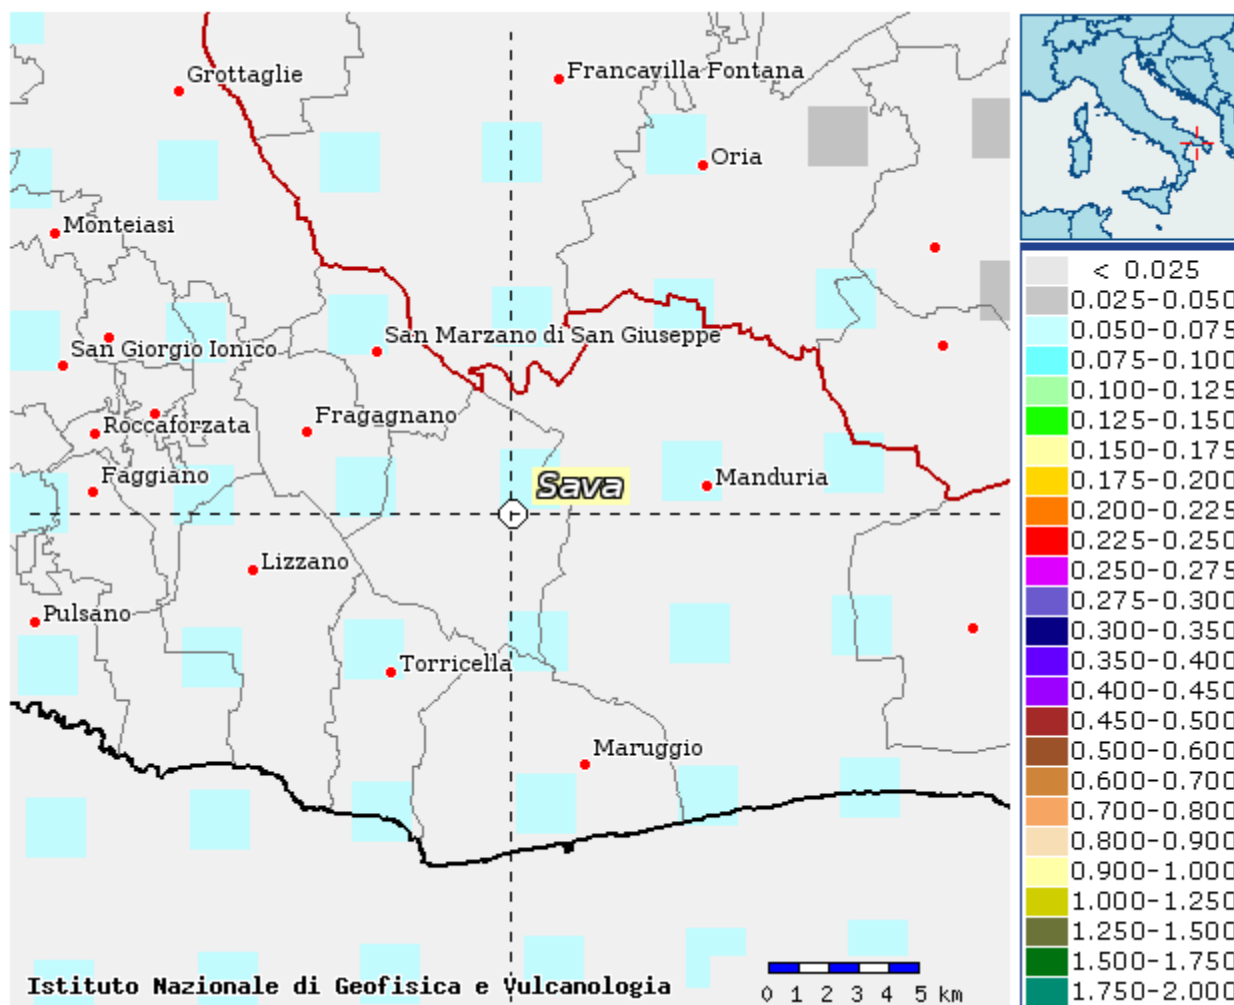 Grottaglie
Francavilla Fontana
Oria
Monteiasi
San Marzano di San Giuseppe
San Giorgio Ionico
Fragagnano
Roccaforzata
Faggiano
Sava
Manduria
Lizzano
Pulsano
Torricella
Maruggio
Istituto Nazionale di Geofisica e Vulcanologia
0 1 2 3 4 5 km
< 0.025
0.025-0.050
0.050-0.075
0.075-0.100
0.100-0.125
0.125-0.150
0.150-0.175
0.175-0.200
0.200-0.225
0.225-0.250
0.250-0.275
0.275-0.300
0.300-0.350
0.350-0.400
0.400-0.450
0.450-0.500
0.500-0.600
0.600-0.700
0.700-0.800
0.800-0.900
0.900-1.000
1.000-1.250
1.250-1.500
1.500-1.750
1.750-2.000